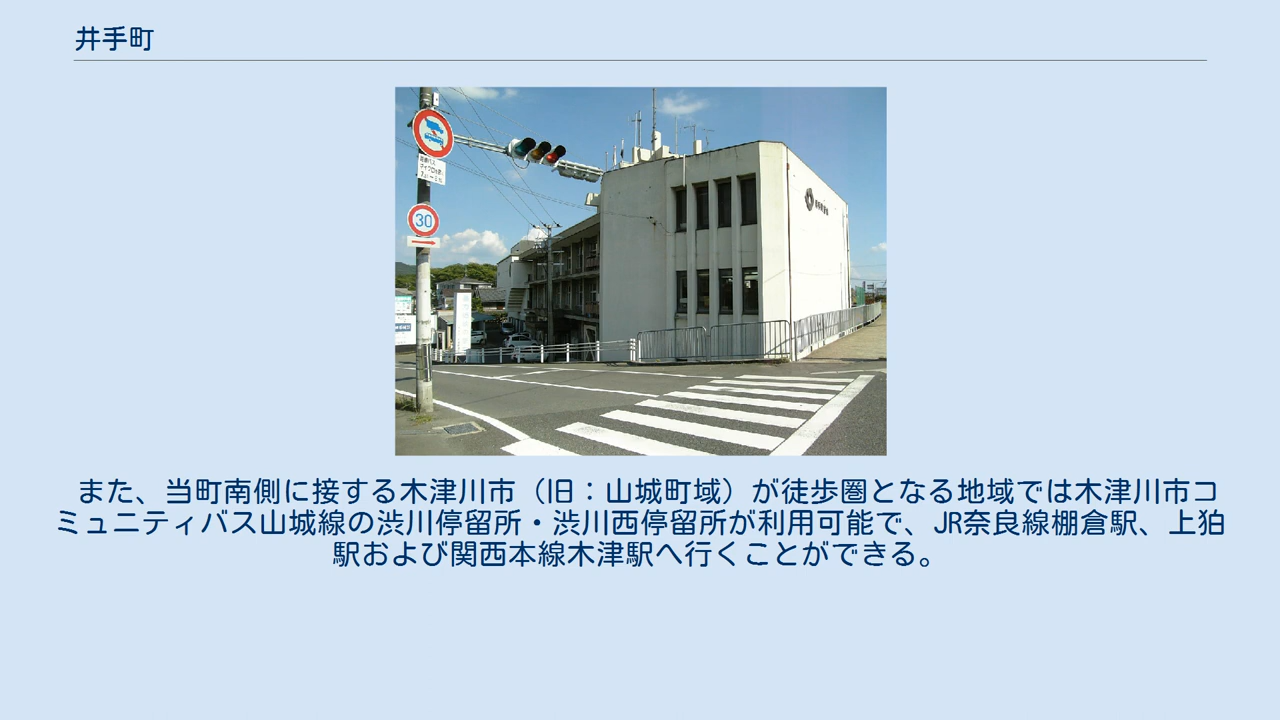 井手町
30
また、当町南側に接する木津川市（旧：山城町域）が徒歩圏となる地域では木津川市コ
ミュニティバス山城線の渋川停留所・渋川西停留所が利用可能で、JR奈良線棚倉駅、上狛
駅および関西本線木津駅へ行くことができる。